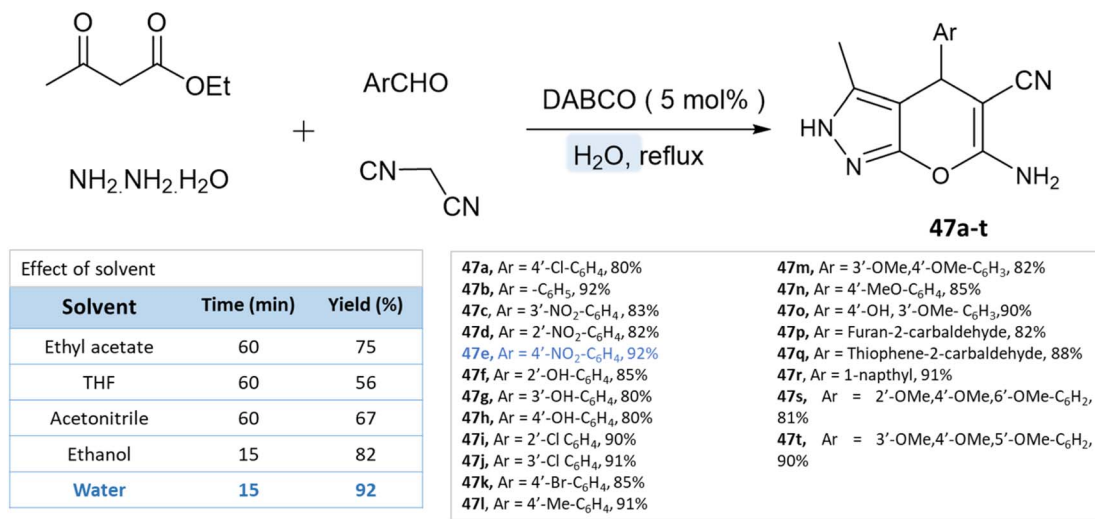 O
O
OEt
NH₂.NH₂.H₂O
+
ArCHO
CN
CN
DABCO ( 5 mol% )
H₂O, reflux
Ar
CN
HN
N
O
NH₂
47a-t
Effect of solvent
Solvent Time (min) Yield (%)
Ethyl acetate 60 75
THF 60 56
Acetonitrile 60 67
Ethanol 15 82
Water 15 92
47a, Ar = 4′-Cl-C₆H₄, 80%
47b, Ar = -C₆H₅, 92%
47c, Ar = 3′-NO₂-C₆H₄, 83%
47d, Ar = 2′-NO₂-C₆H₄, 82%
47e, Ar = 4′-NO₂-C₆H₄, 92%
47f, Ar = 2′-OH-C₆H₄, 85%
47g, Ar = 3′-OH-C₆H₄, 80%
47h, Ar = 4′-OH-C₆H₄, 80%
47i, Ar = 2′-Cl C₆H₄, 90%
47j, Ar = 3′-Cl C₆H₄, 91%
47k, Ar = 4′-Br-C₆H₄, 85%
47l, Ar = 4′-Me-C₆H₄, 91%
47m, Ar = 3′-OMe,4′-OMe-C₆H₃, 82%
47n, Ar = 4′-MeO-C₆H₄, 85%
47o, Ar = 4′-OH, 3′-OMe- C₆H₃,90%
47p, Ar = Furan-2-carbaldehyde, 82%
47q, Ar = Thiophene-2-carbaldehyde, 88%
47r, Ar = 1-napthyl, 91%
47s, Ar = 2′-OMe,4′-OMe,6′-OMe-C₆H₂,
81%
47t, Ar = 3′-OMe,4′-OMe,5′-OMe-C₆H₂,
90%